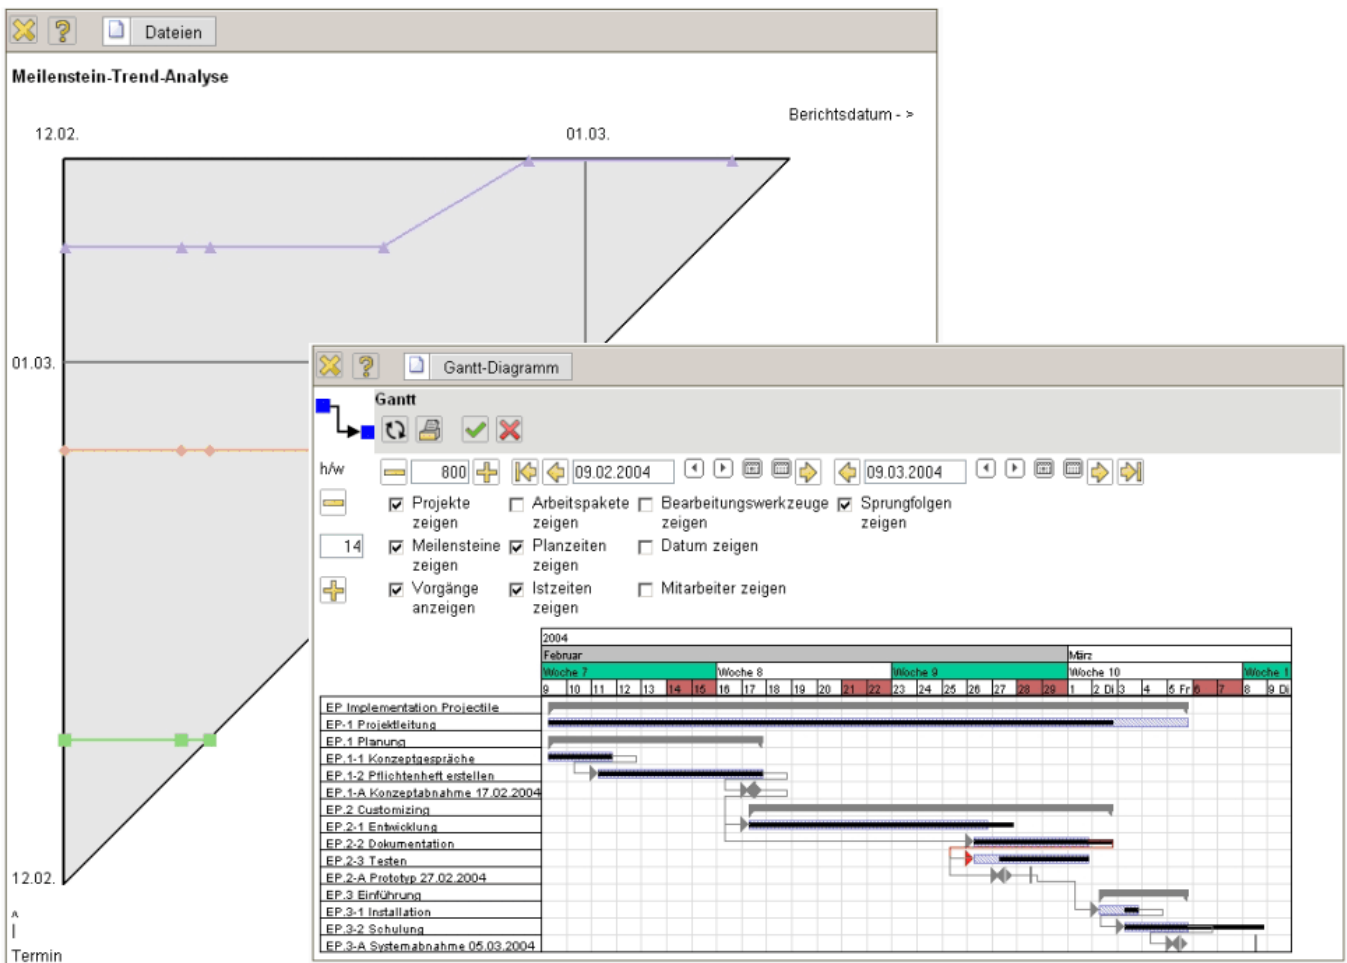 Dateien
Meilenstein-Trend-Analyse
Berichtsdatum - >
12.02.
01.03.
01.03.
12.02.
^
|
Termin
Gantt-Diagramm
Gantt
h/w
800
09.02.2004
09.03.2004
Projekte zeigen
Arbeitspakete zeigen
Bearbeitungswerkzeuge zeigen
Sprungfolgen zeigen
14
Meilensteine zeigen
Planzeiten zeigen
Datum zeigen
Vorgänge anzeigen
Istzeiten zeigen
Mitarbeiter zeigen
2004
Februar März
Woche 7 Woche 8 Woche 9 Woche 10 Woche 1
9 10 11 12 13 14 15 16 17 18 19 20 21 22 23 24 25 26 27 28 29 1 2 Di 3 4 5 Fr 6 7 8 9 Di
EP Implementation Projectile
EP-1 Projektleitung
EP.1 Planung
EP.1-1 Konzeptgespräche
EP.1-2 Pflichtenheft erstellen
EP.1-A Konzeptabnahme 17.02.2004
EP.2 Customizing
EP.2-1 Entwicklung
EP.2-2 Dokumentation
EP.2-3 Testen
EP.2-A Prototyp 27.02.2004
EP.3 Einführung
EP.3-1 Installation
EP.3-2 Schulung
EP.3-A Systemabnahme 05.03.2004